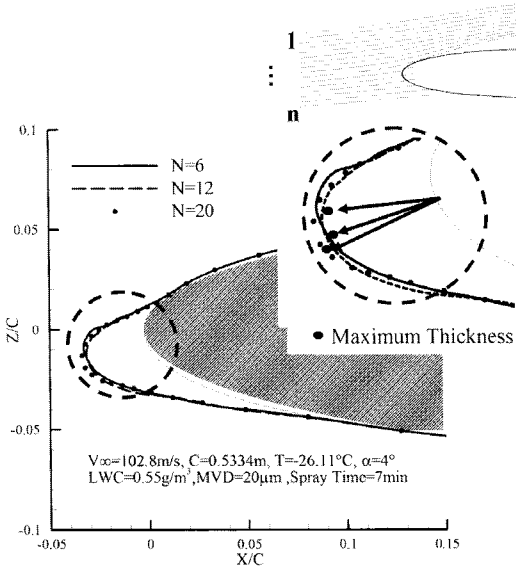 1
⋮
n
0.1
N=6
N=12
N=20
0.05
Z/C
0
Maximum Thickness
-0.05
V∞=102.8m/s, C=0.5334m, T=-26.11°C, α=4°
LWC=0.55g/m³,MVD=20μm ,Spray Time=7min
-0.1
-0.05 0 0.05 0.1 0.15
X/C